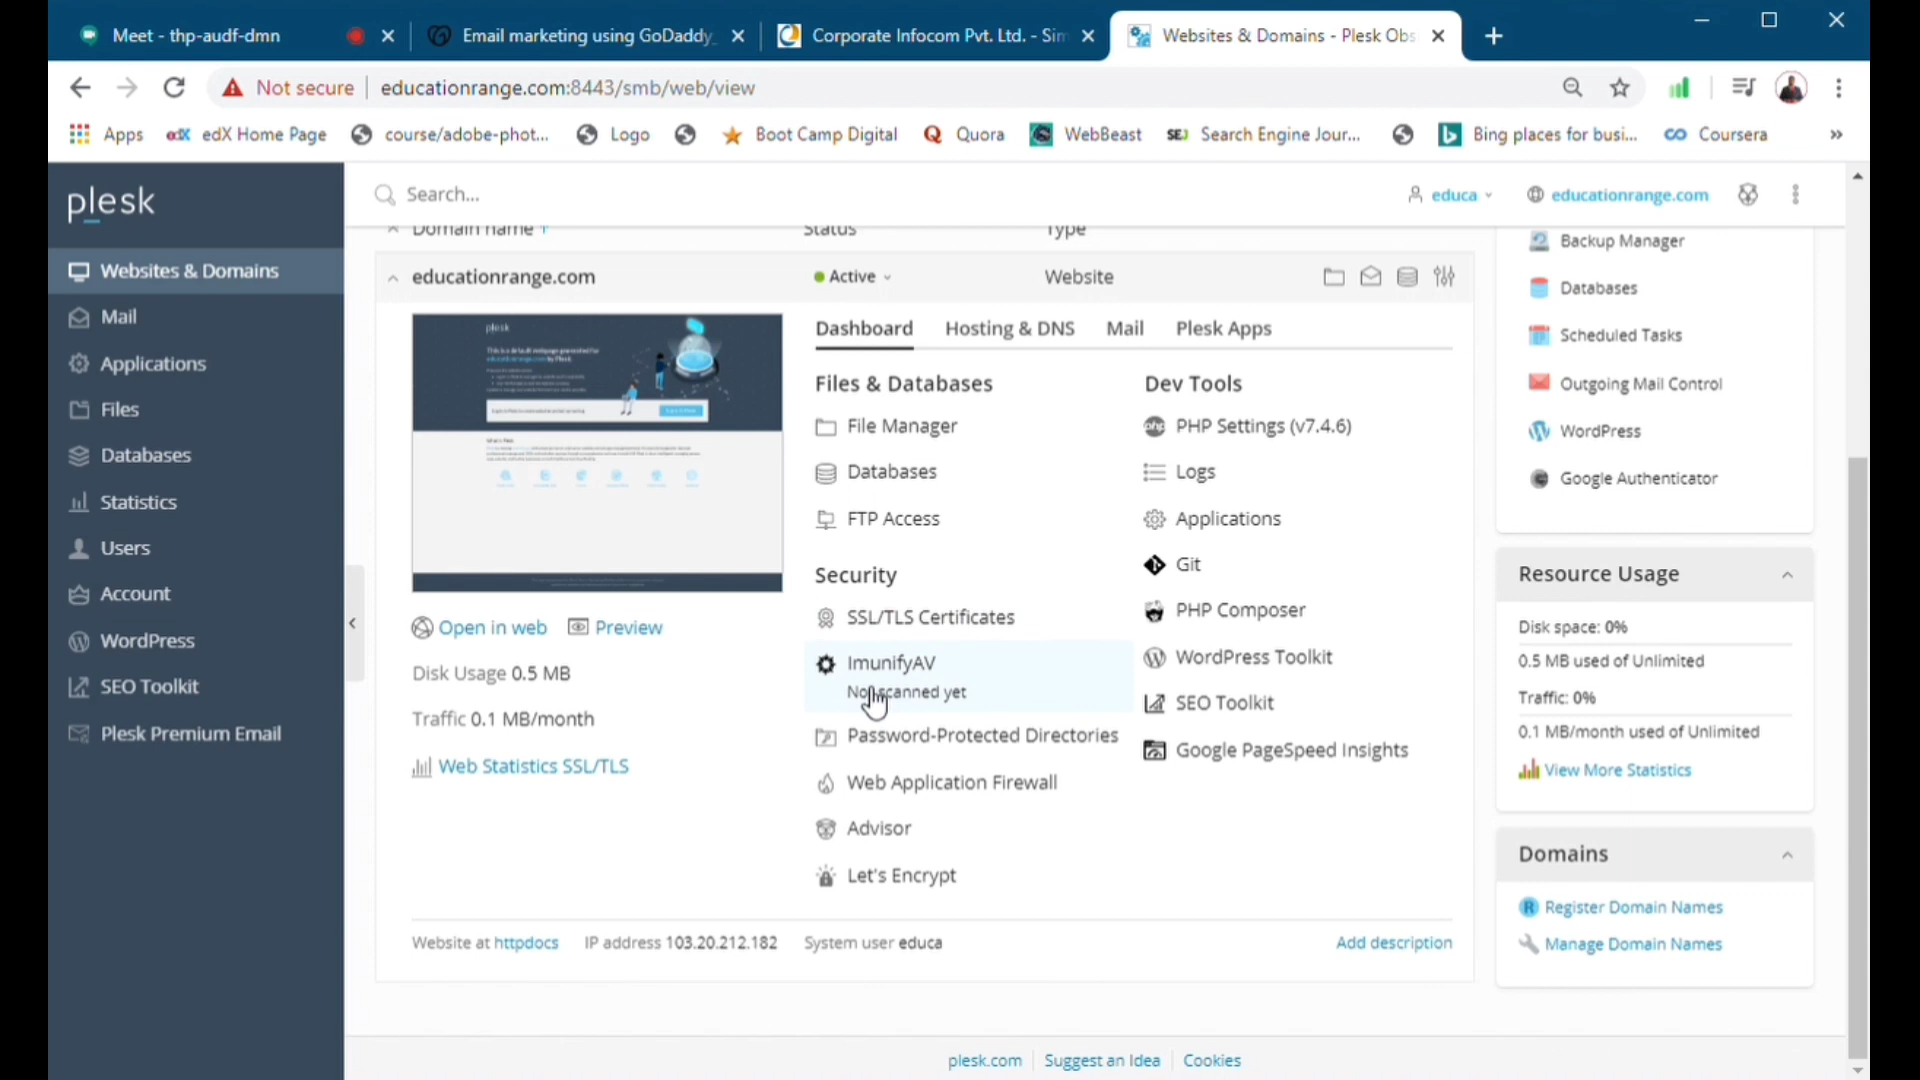 Meet - thp-audf-dmn
Email marketing using GoDaddy
Corporate Infocom Pvt. Ltd. - Sim
Websites & Domains - Plesk Obs
Not secure
educationrange.com:8443/smb/web/view
Apps
edX
edX Home Page
course/adobe-phot...
Logo
Boot Camp Digital
Quora
WebBeast
SEJ
Search Engine Jour...
Bing places for busi...
Coursera
»
plesk
Search...
educa
educationrange.com
Websites & Domains
Mail
Applications
Files
Databases
Statistics
Users
Account
WordPress
SEO Toolkit
Plesk Premium Email
Domain name ↑
Status
Type
educationrange.com
Active
Website
plesk
Dashboard
Hosting & DNS
Mail
Plesk Apps
Files & Databases
File Manager
Databases
FTP Access
Security
SSL/TLS Certificates
ImunifyAV
Not scanned yet
Password-Protected Directories
Web Application Firewall
Advisor
Let's Encrypt
Dev Tools
php
PHP Settings (v7.4.6)
Logs
Applications
Git
PHP Composer
WordPress Toolkit
SEO Toolkit
Google PageSpeed Insights
Open in web
Preview
Disk Usage 0.5 MB
Traffic 0.1 MB/month
Web Statistics SSL/TLS
Website at httpdocs
IP address 103.20.212.182
System user educa
Add description
Backup Manager
Databases
Scheduled Tasks
Outgoing Mail Control
WordPress
Google Authenticator
Resource Usage
Disk space: 0%
0.5 MB used of Unlimited
Traffic: 0%
0.1 MB/month used of Unlimited
View More Statistics
Domains
Register Domain Names
Manage Domain Names
plesk.com
Suggest an Idea
Cookies